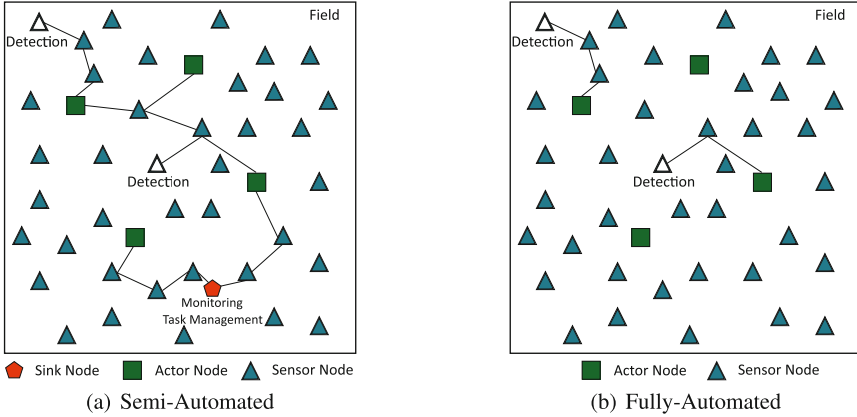 Field
Detection
Detection
Monitoring
Task Management
Sink Node Actor Node Sensor Node
(a) Semi-Automated
Field
Detection
Detection
Actor Node Sensor Node
(b) Fully-Automated